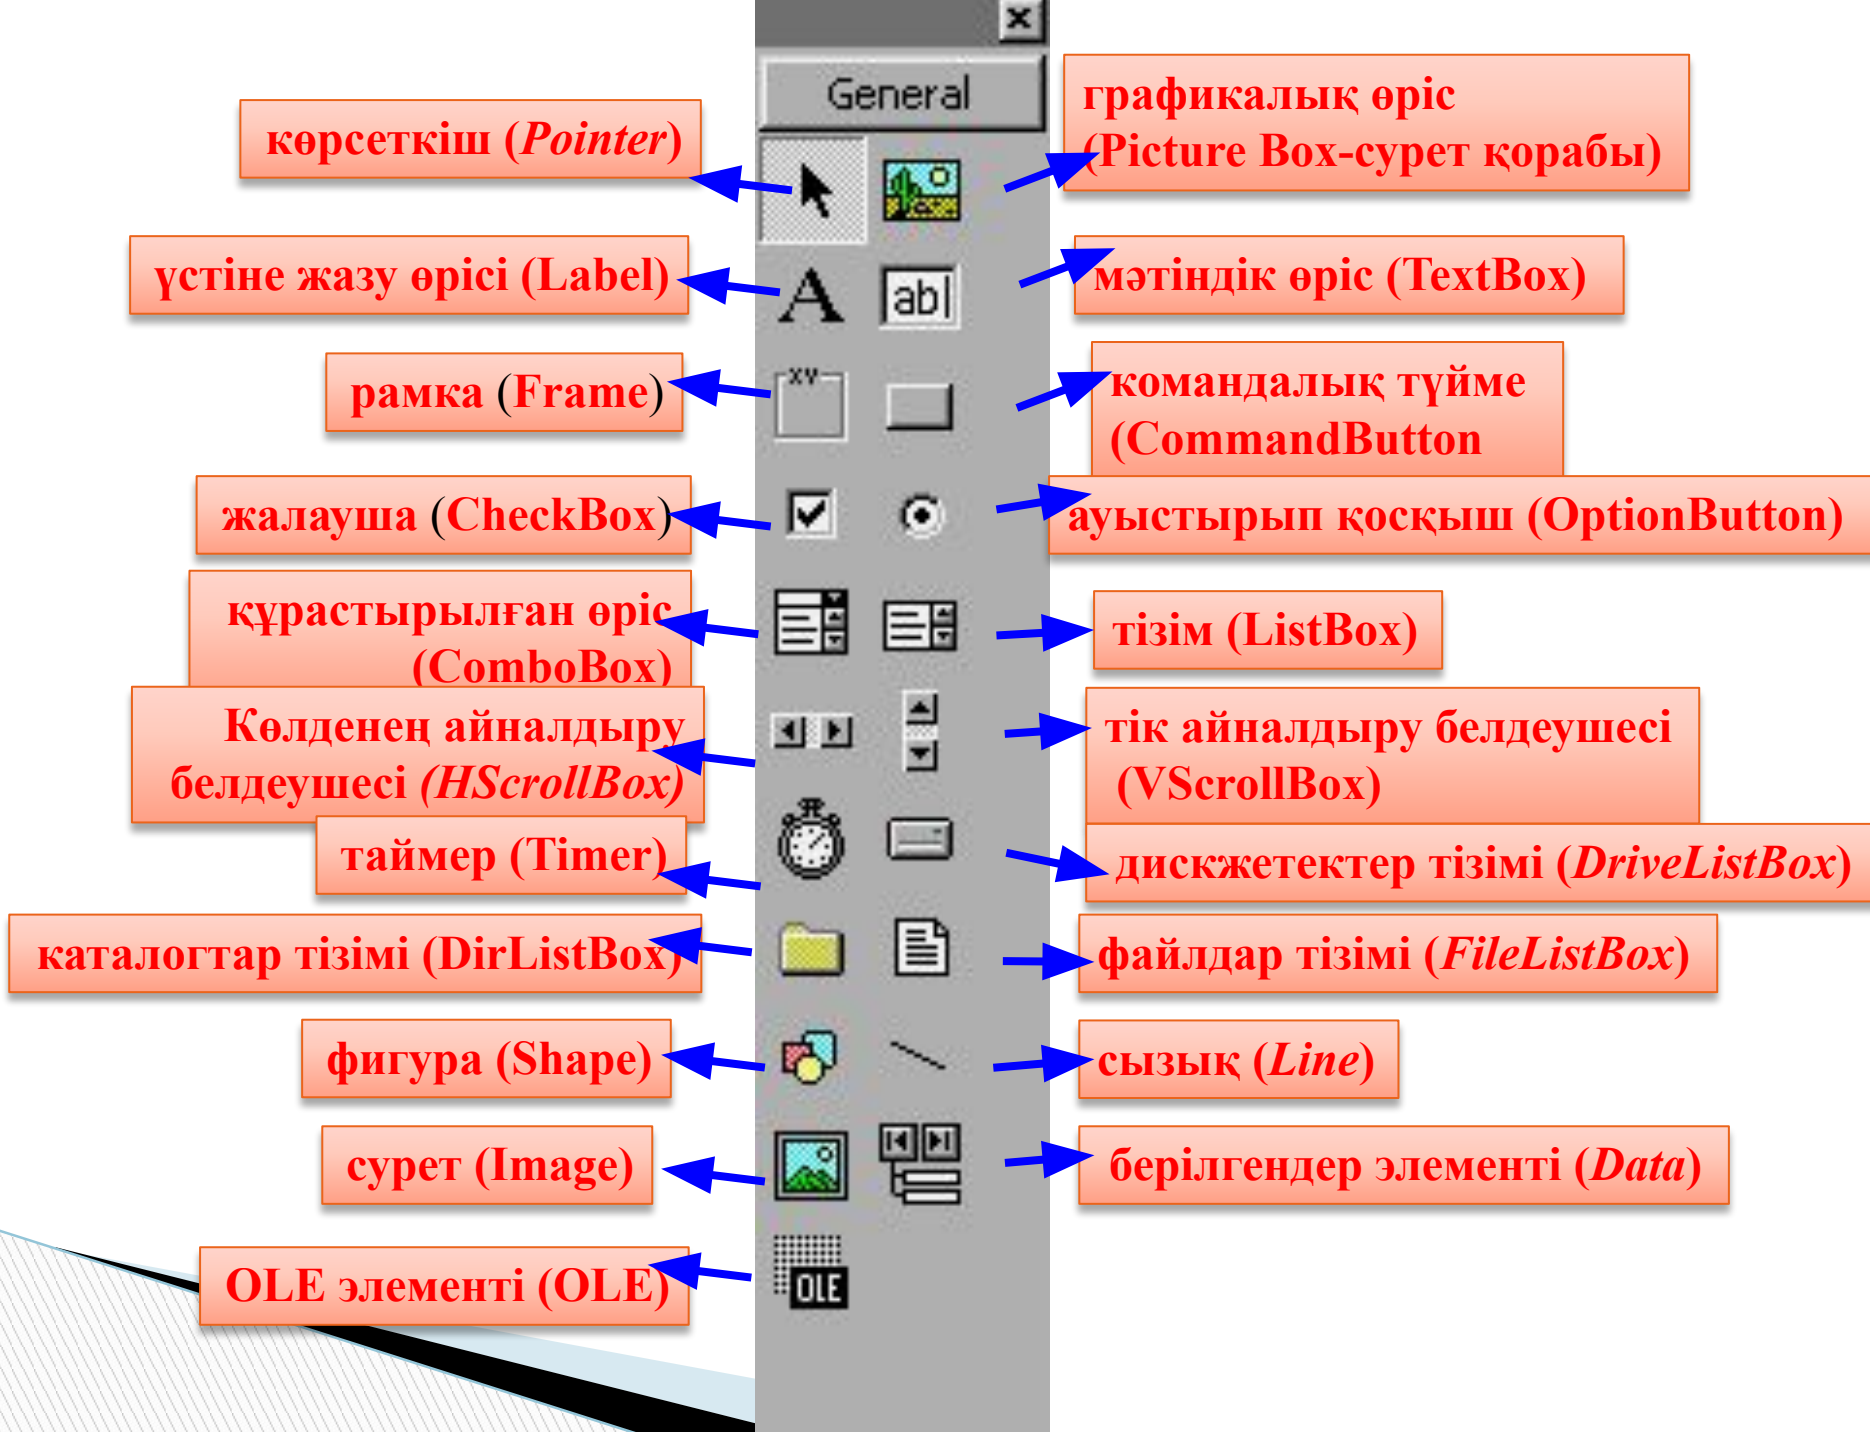 General
көрсеткіш (Pointer)
графикалық өріс
(Picture Box-сурет қорабы)
үстіне жазу өрісі (Label)
A
ab
мәтіндік өріс (TextBox)
рамка (Frame)
xy
командалық түйме
(CommandButton
жалауша (CheckBox)
ауыстырып қосқыш (OptionButton)
құрастырылған өріс
(ComboBox)
тізім (ListBox)
Көлденең айналдыру
белдеушесі (HScrollBox)
тік айналдыру белдеушесі
(VScrollBox)
таймер (Timer)
дискжетектер тізімі (DriveListBox)
каталогтар тізімі (DirListBox)
файлдар тізімі (FileListBox)
фигура (Shape)
сызық (Line)
сурет (Image)
берілгендер элементі (Data)
OLE элементі (OLE)
OLE